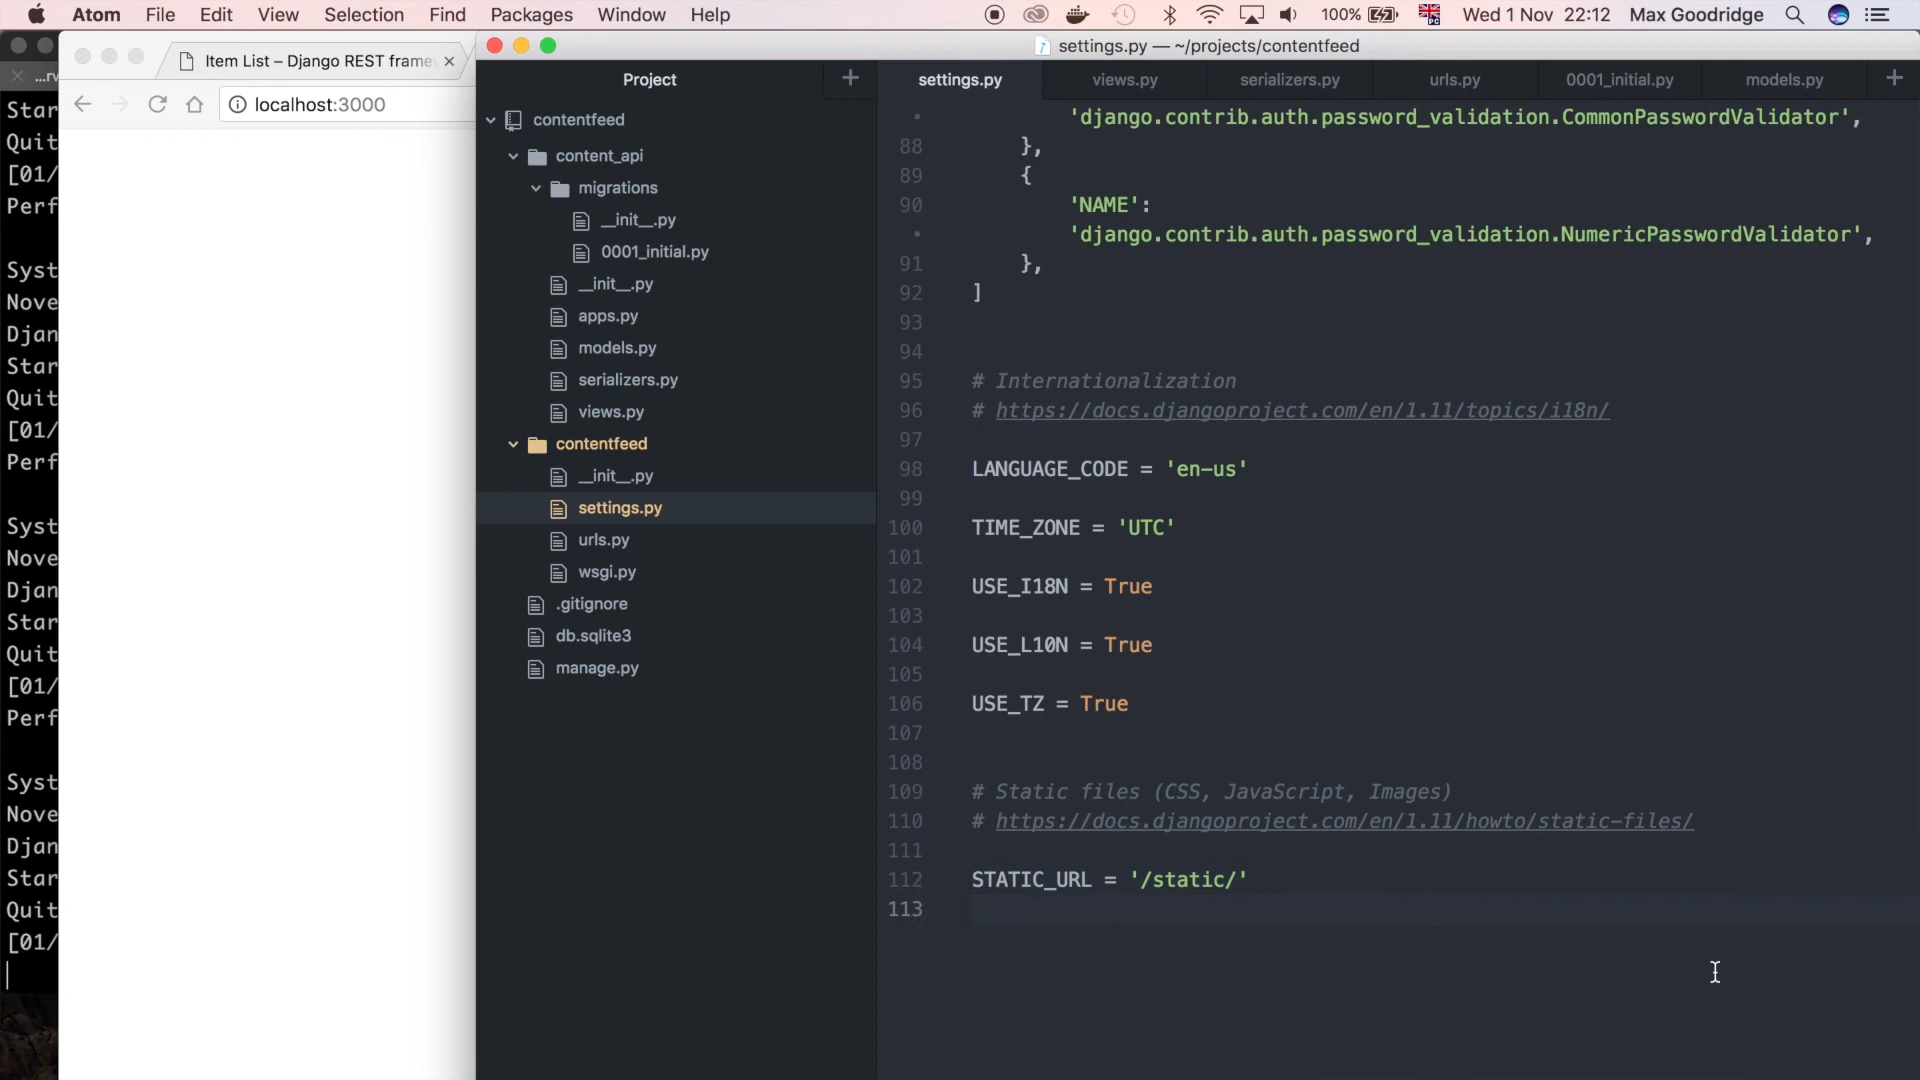 Atom File Edit View Selection Find Packages Window Help 100% Wed 1 Nov 22:12 Max Goodridge
settings.py — ~/projects/contentfeed
...rv
Item List – Django REST frame
localhost:3000
Star
Quit
[01/
Perf
Syst
Nove
Djan
Star
Quit
[01/
Perf
Syst
Nove
Djan
Star
Quit
[01/
Perf
Syst
Nove
Djan
Star
Quit
[01/
Project
contentfeed
content_api
migrations
__init__.py
0001_initial.py
__init__.py
apps.py
models.py
serializers.py
views.py
contentfeed
__init__.py
settings.py
urls.py
wsgi.py
.gitignore
db.sqlite3
manage.py
settings.py views.py serializers.py urls.py 0001_initial.py models.py
• 'django.contrib.auth.password_validation.CommonPasswordValidator',
88 },
89 {
90 'NAME':
• 'django.contrib.auth.password_validation.NumericPasswordValidator',
91 },
92 ]
93
94
95 # Internationalization
96 # https://docs.djangoproject.com/en/1.11/topics/i18n/
97
98 LANGUAGE_CODE = 'en-us'
99
100 TIME_ZONE = 'UTC'
101
102 USE_I18N = True
103
104 USE_L10N = True
105
106 USE_TZ = True
107
108
109 # Static files (CSS, JavaScript, Images)
110 # https://docs.djangoproject.com/en/1.11/howto/static-files/
111
112 STATIC_URL = '/static/'
113